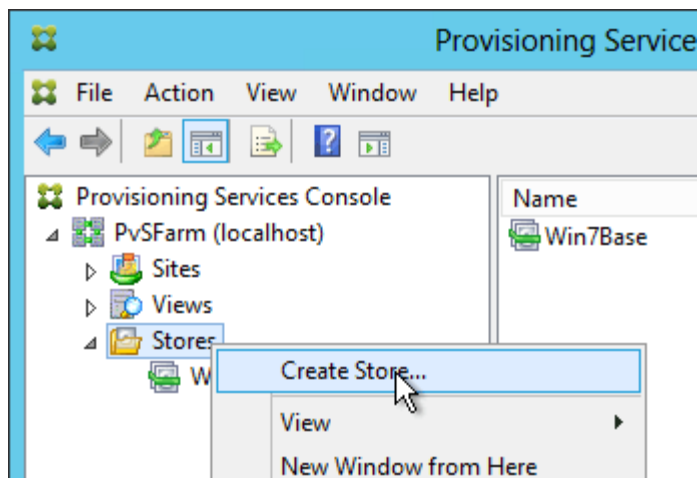 Provisioning Service
File Action View Window Help
Provisioning Services Console
PvSFarm (localhost)
Sites
Views
Stores
W
Name
Win7Base
Create Store...
View
New Window from Here